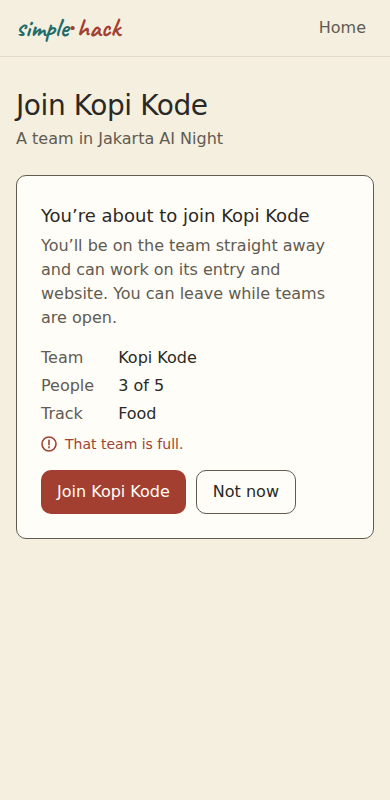 simple·hack
Home
Join Kopi Kode
A team in Jakarta AI Night
You’re about to join Kopi Kode
You’ll be on the team straight away
and can work on its entry and
website. You can leave while teams
are open.
Team Kopi Kode
People 3 of 5
Track Food
That team is full.
Join Kopi Kode
Not now